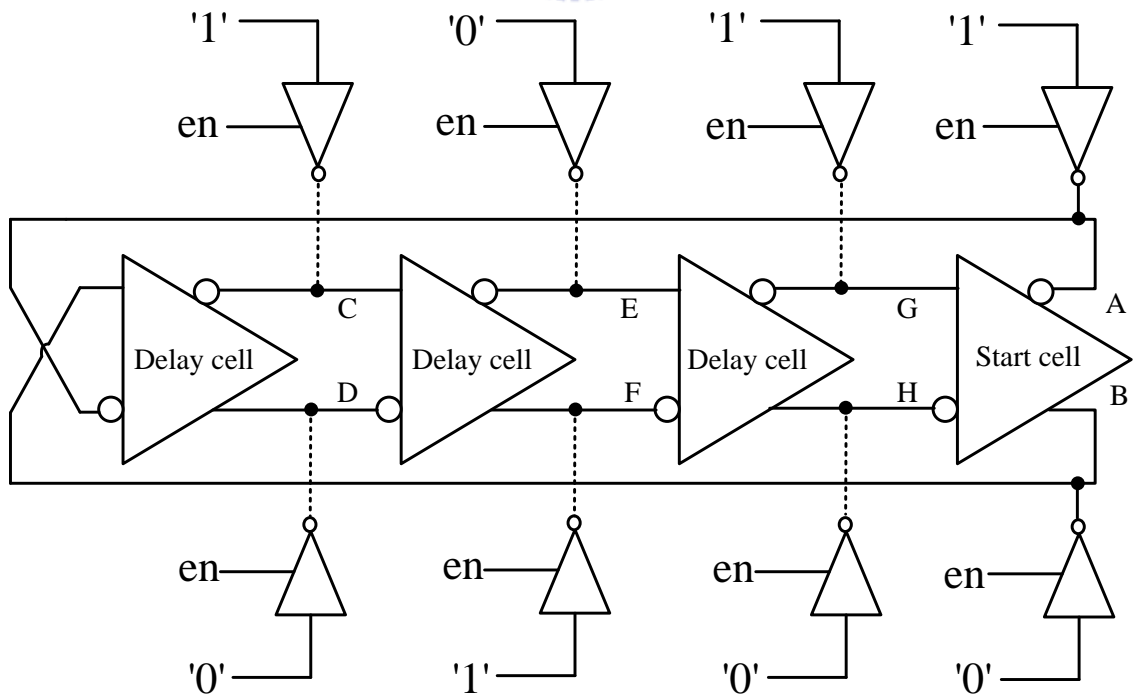 '1' '0' '1' '1'
en en en en
C E G A
Delay cell Delay cell Delay cell Start cell
D F H B
en en en en
'0' '1' '0' '0'